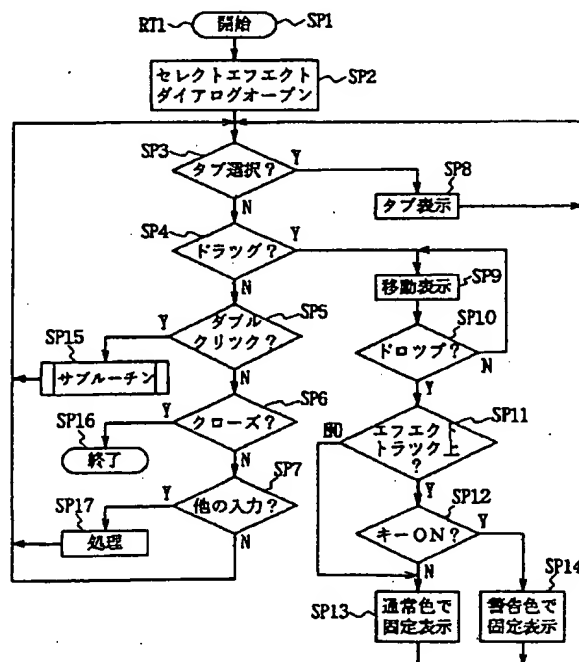 RT1
開始
SP1
セレクトエフエクト
ダイアログオープン
SP2
SP3
タブ選択?
Y
N
SP8
タブ表示
SP4
ドラッグ?
Y
N
SP9
移動表示
SP5
ダブル
クリック?
Y
N
SP10
ドロップ?
N
Y
SP15
サブルーチン
SP6
クローズ?
Y
N
SP11
エフエクト
トラック上
?
Y
SP16
終了
SP7
他の入力?
Y
N
SP12
キーON?
Y
N
SP17
処理
SP13
通常色で
固定表示
SP14
警告色で
固定表示